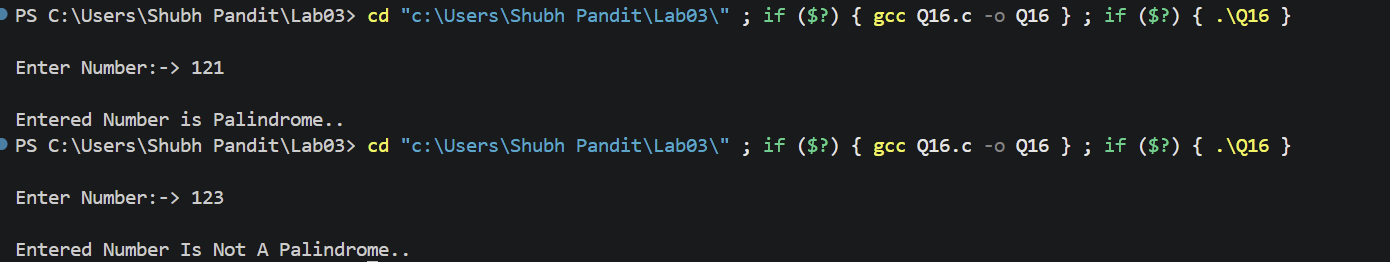 PS C:\Users\Shubh Pandit\Lab03> cd "c:\Users\Shubh Pandit\Lab03\" ; if ($?) { gcc Q16.c -o Q16 } ; if ($?) { .\Q16 }
Enter Number:-> 121
Entered Number is Palindrome..
PS C:\Users\Shubh Pandit\Lab03> cd "c:\Users\Shubh Pandit\Lab03\" ; if ($?) { gcc Q16.c -o Q16 } ; if ($?) { .\Q16 }
Enter Number:-> 123
Entered Number Is Not A Palindrome..